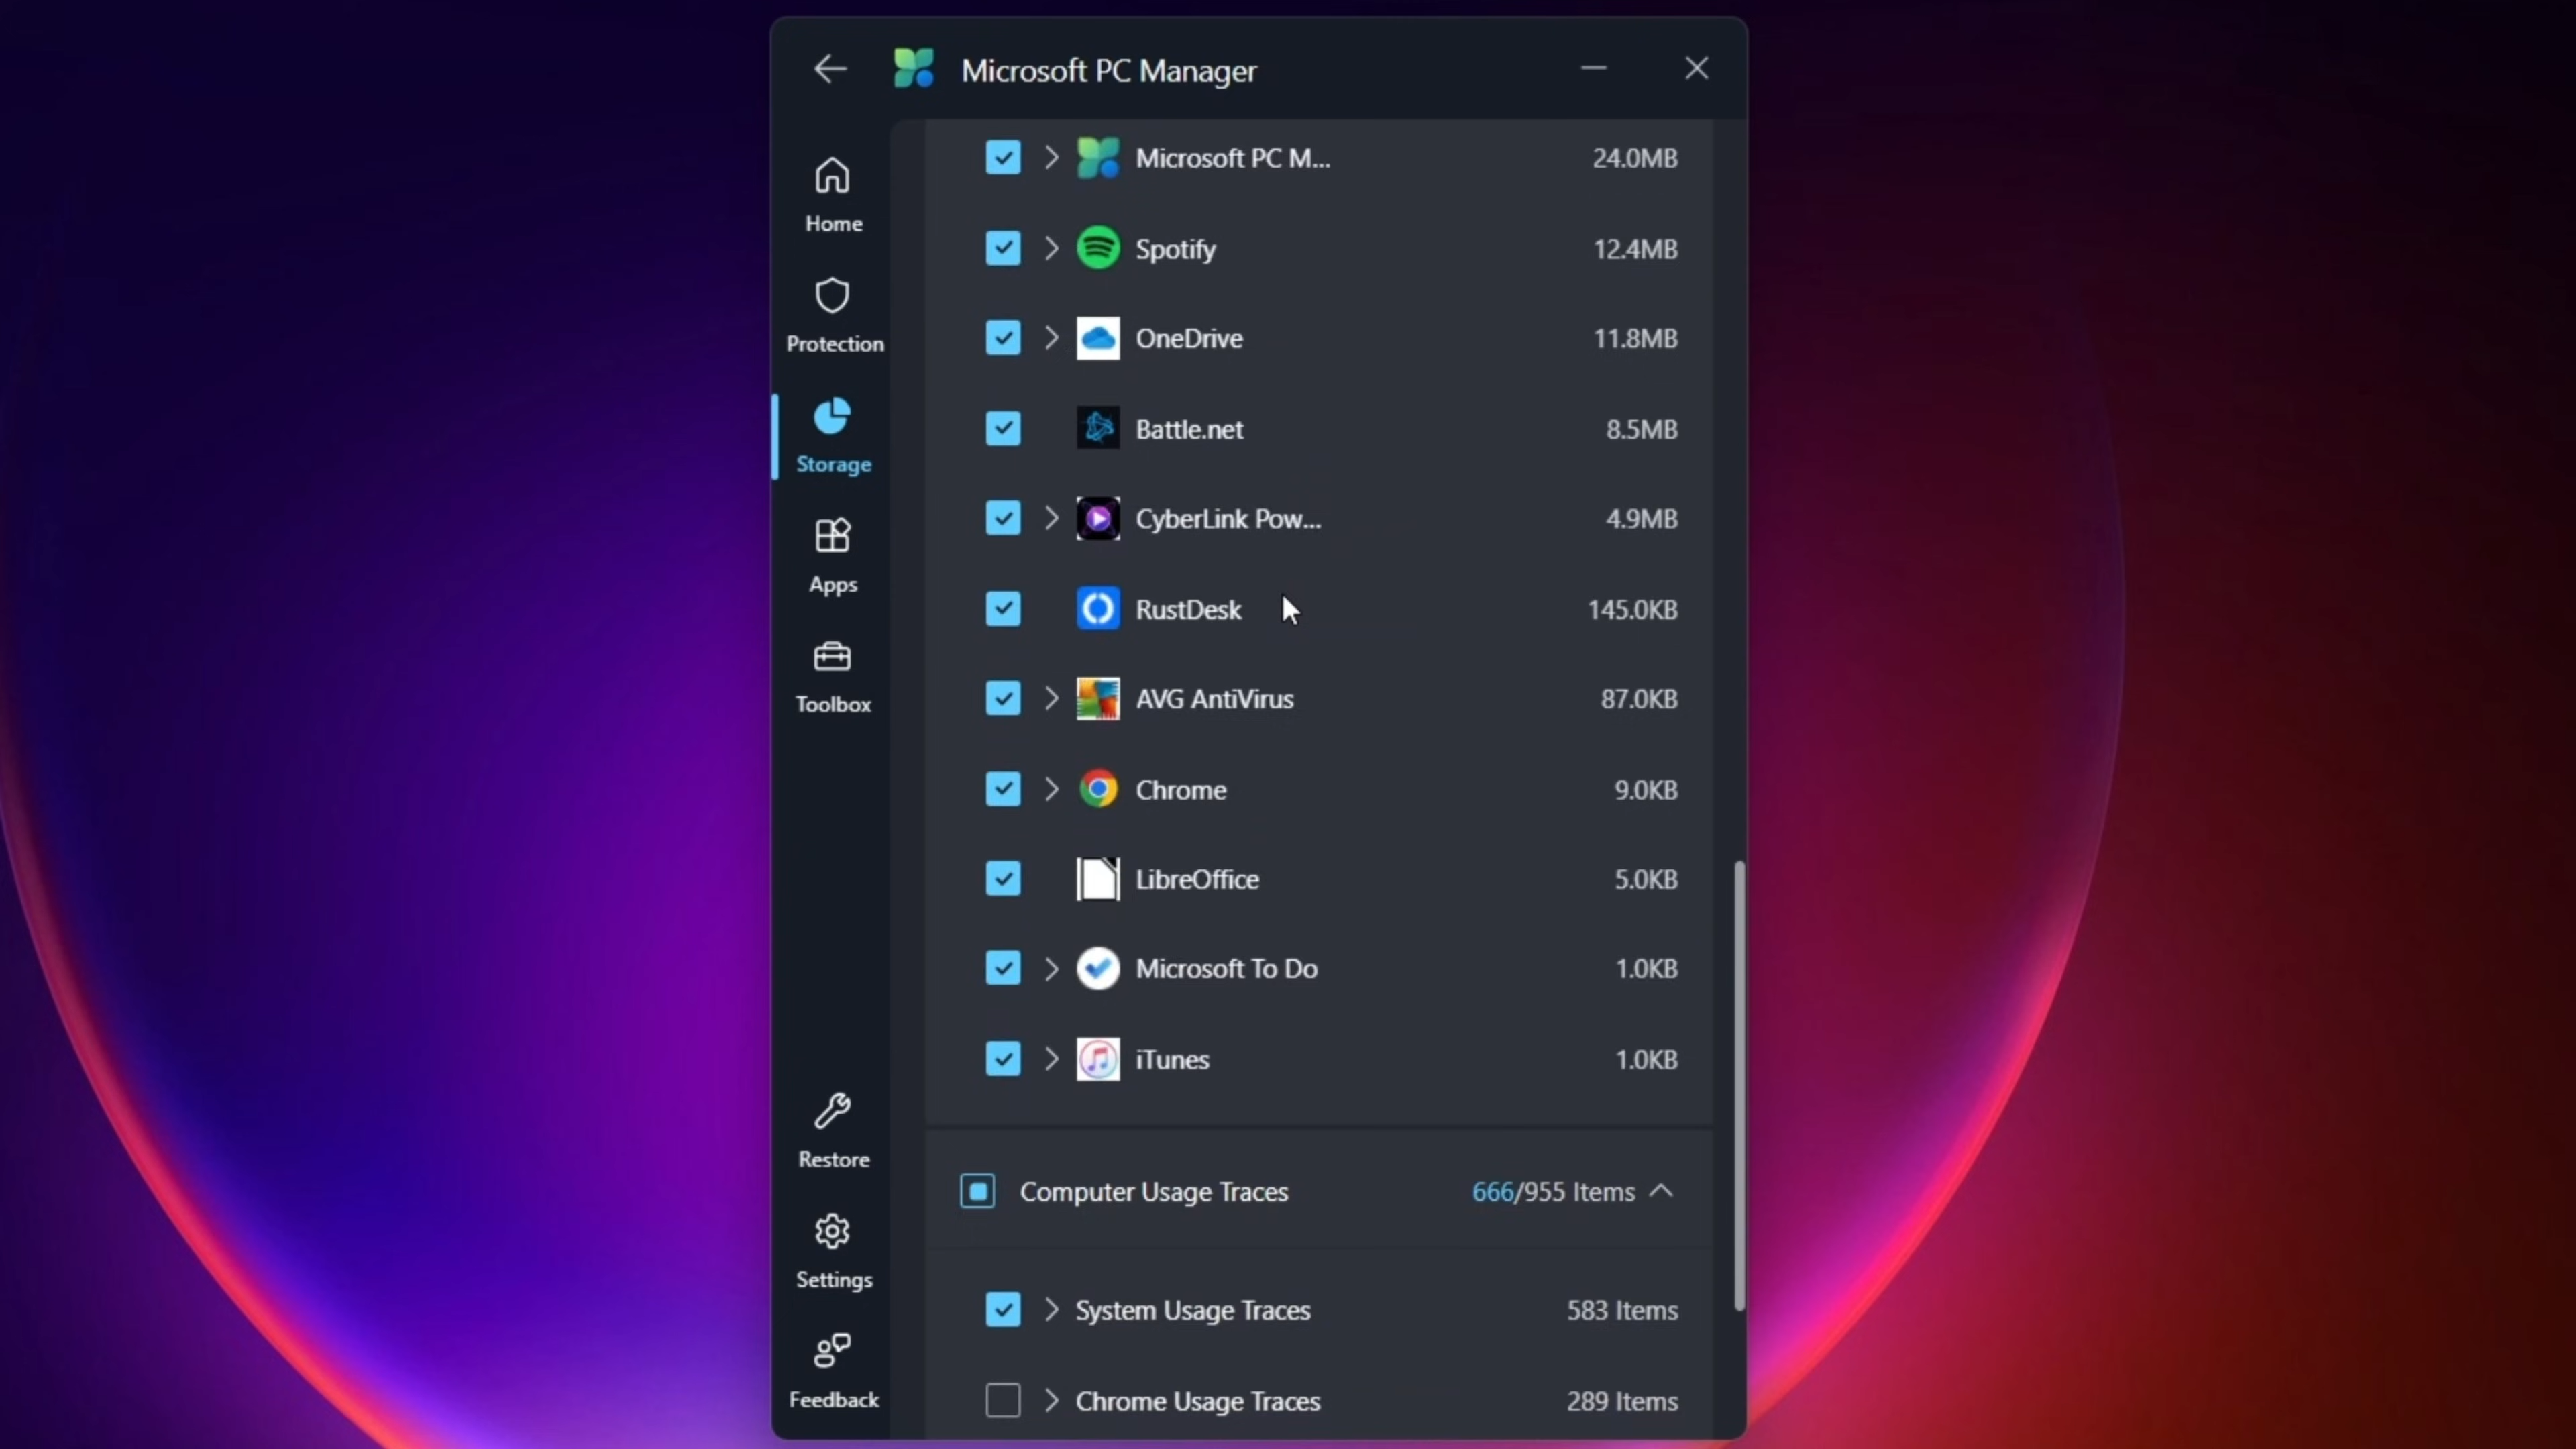 Microsoft PC Manager
Home
Protection
Storage
Apps
Toolbox
Restore
Settings
Feedback
Microsoft PC M... 24.0MB
Spotify 12.4MB
OneDrive 11.8MB
Battle.net 8.5MB
CyberLink Pow... 4.9MB
RustDesk 145.0KB
AVG AntiVirus 87.0KB
Chrome 9.0KB
LibreOffice 5.0KB
Microsoft To Do 1.0KB
iTunes 1.0KB
Computer Usage Traces 666/955 Items
System Usage Traces 583 Items
Chrome Usage Traces 289 Items